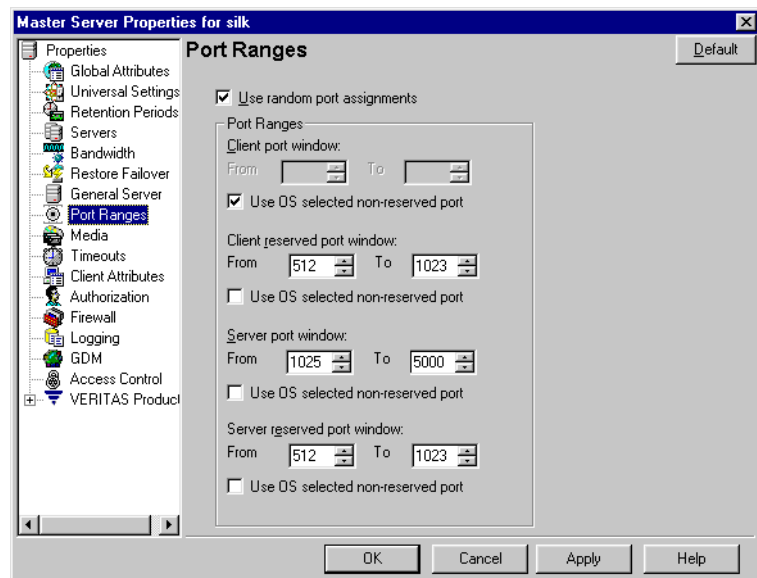 Master Server Properties for silk
Properties
Global Attributes
Universal Settings
Retention Periods
Servers
Bandwidth
Restore Failover
General Server
Port Ranges
Media
Timeouts
Client Attributes
Authorization
Firewall
Logging
GDM
Access Control
VERITAS Product
Port Ranges
Default
Use random port assignments
Port Ranges
Client port window:
From To
Use OS selected non-reserved port
Client reserved port window:
From 512 To 1023
Use OS selected non-reserved port
Server port window:
From 1025 To 5000
Use OS selected non-reserved port
Server reserved port window:
From 512 To 1023
Use OS selected non-reserved port
OK Cancel Apply Help